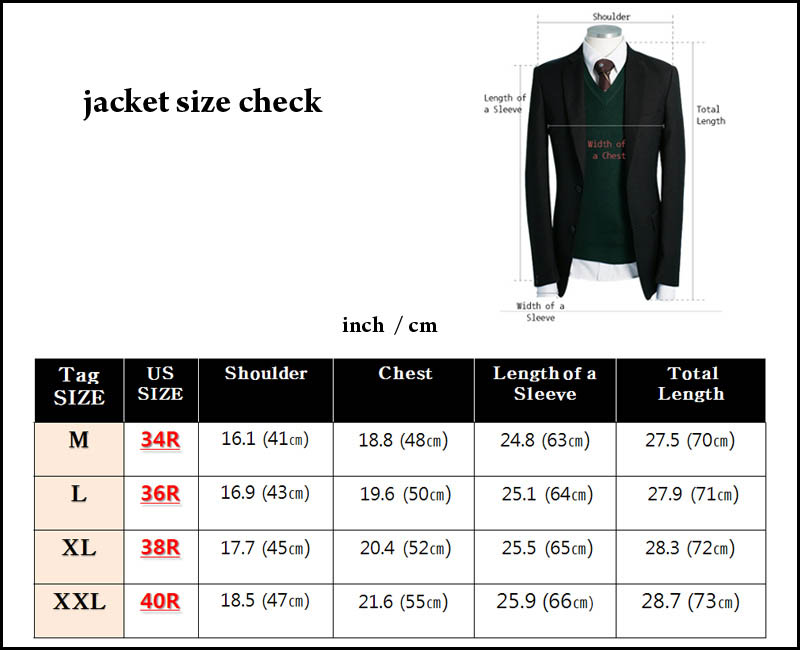 Shoulder
jacket size check
Length of
a Sleeve
Total
Length
Width of
a Chest
Width of a
Sleeve
inch / cm
Tag SIZE US SIZE Shoulder Chest Length of a Sleeve Total Length
M 34R 16.1 (41cm) 18.8 (48cm) 24.8 (63cm) 27.5 (70cm)
L 36R 16.9 (43cm) 19.6 (50cm) 25.1 (64cm) 27.9 (71cm)
XL 38R 17.7 (45cm) 20.4 (52cm) 25.5 (65cm) 28.3 (72cm)
XXL 40R 18.5 (47cm) 21.6 (55cm) 25.9 (66cm) 28.7 (73cm)